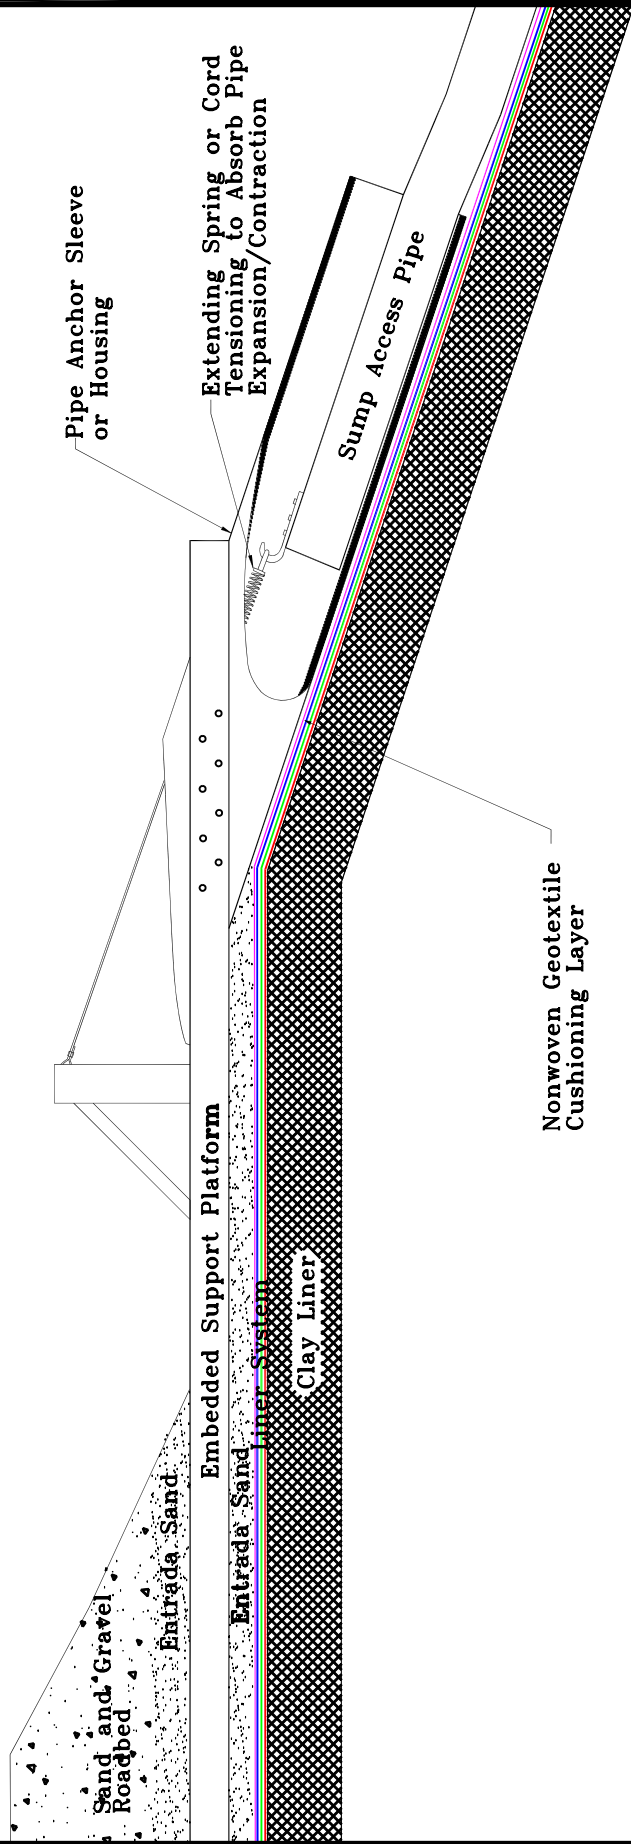 Pipe Anchor Sleeve
or Housing
Extending Spring or Cord
Tensioning to Absorb Pipe
Expansion/Contraction
Sump Access Pipe
Nonwoven Geotextile
Cushioning Layer
Embedded Support Platform
Clay Liner
Liner System
Entrada Sand
Entrada Sand
Sand and Gravel
Roadbed